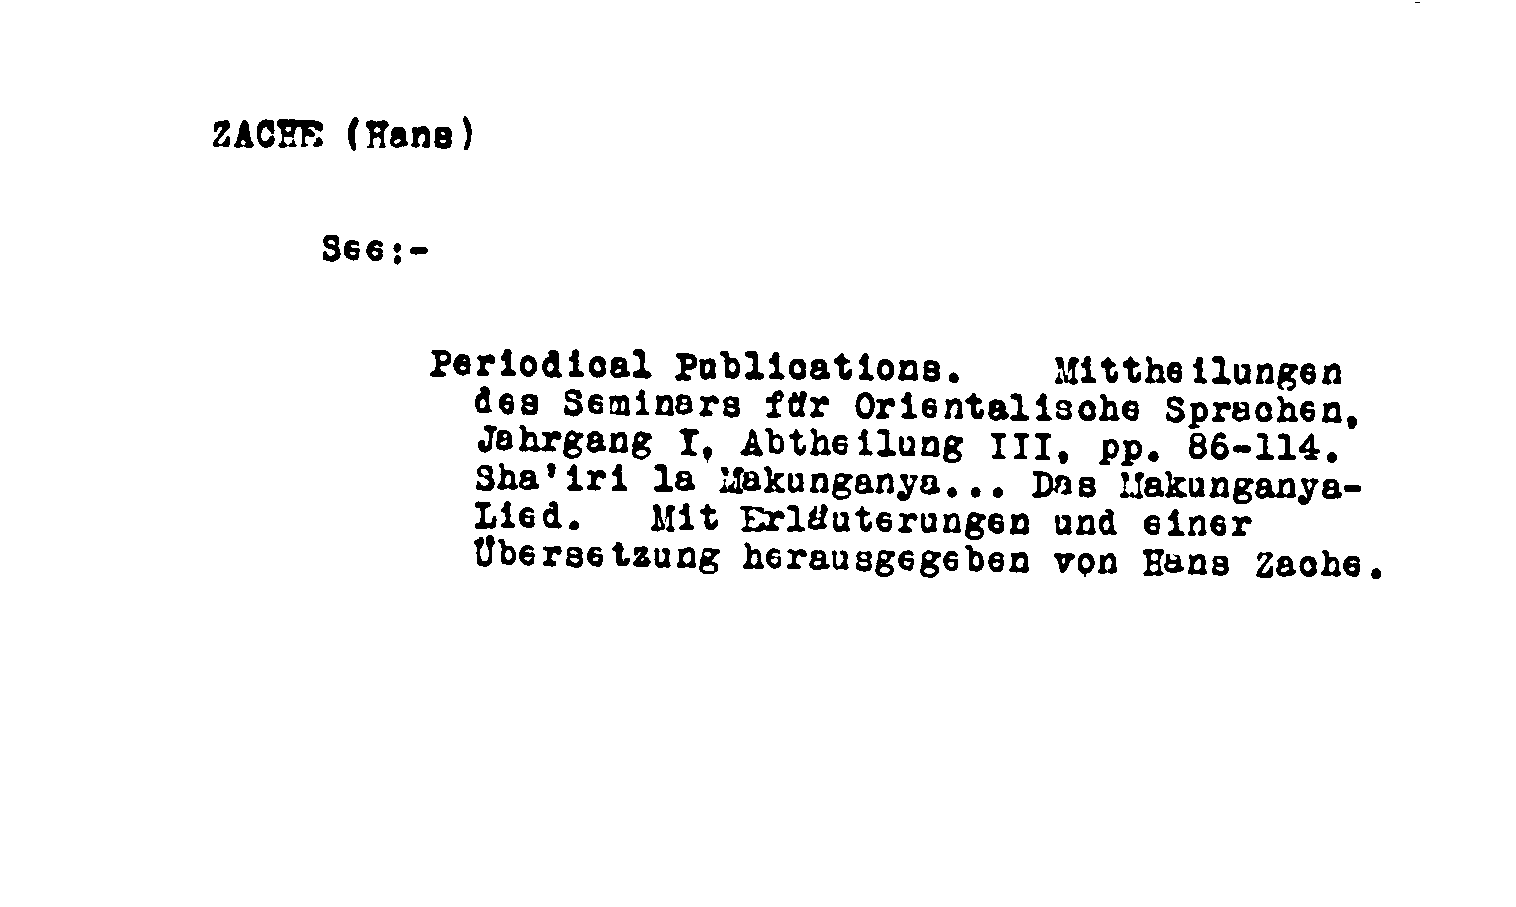 ZACHE (Hans)
See:-
Periodical Publications. Mittheilungen
des Seminars für Orientalische Sprachen,
Jahrgang I, Abtheilung III, pp. 86-114.
Sha'iri la Makunganya... Das Makunganya-
Lied. Mit Erläuterungen und einer
Übersetzung herausgegeben von Hans Zache.